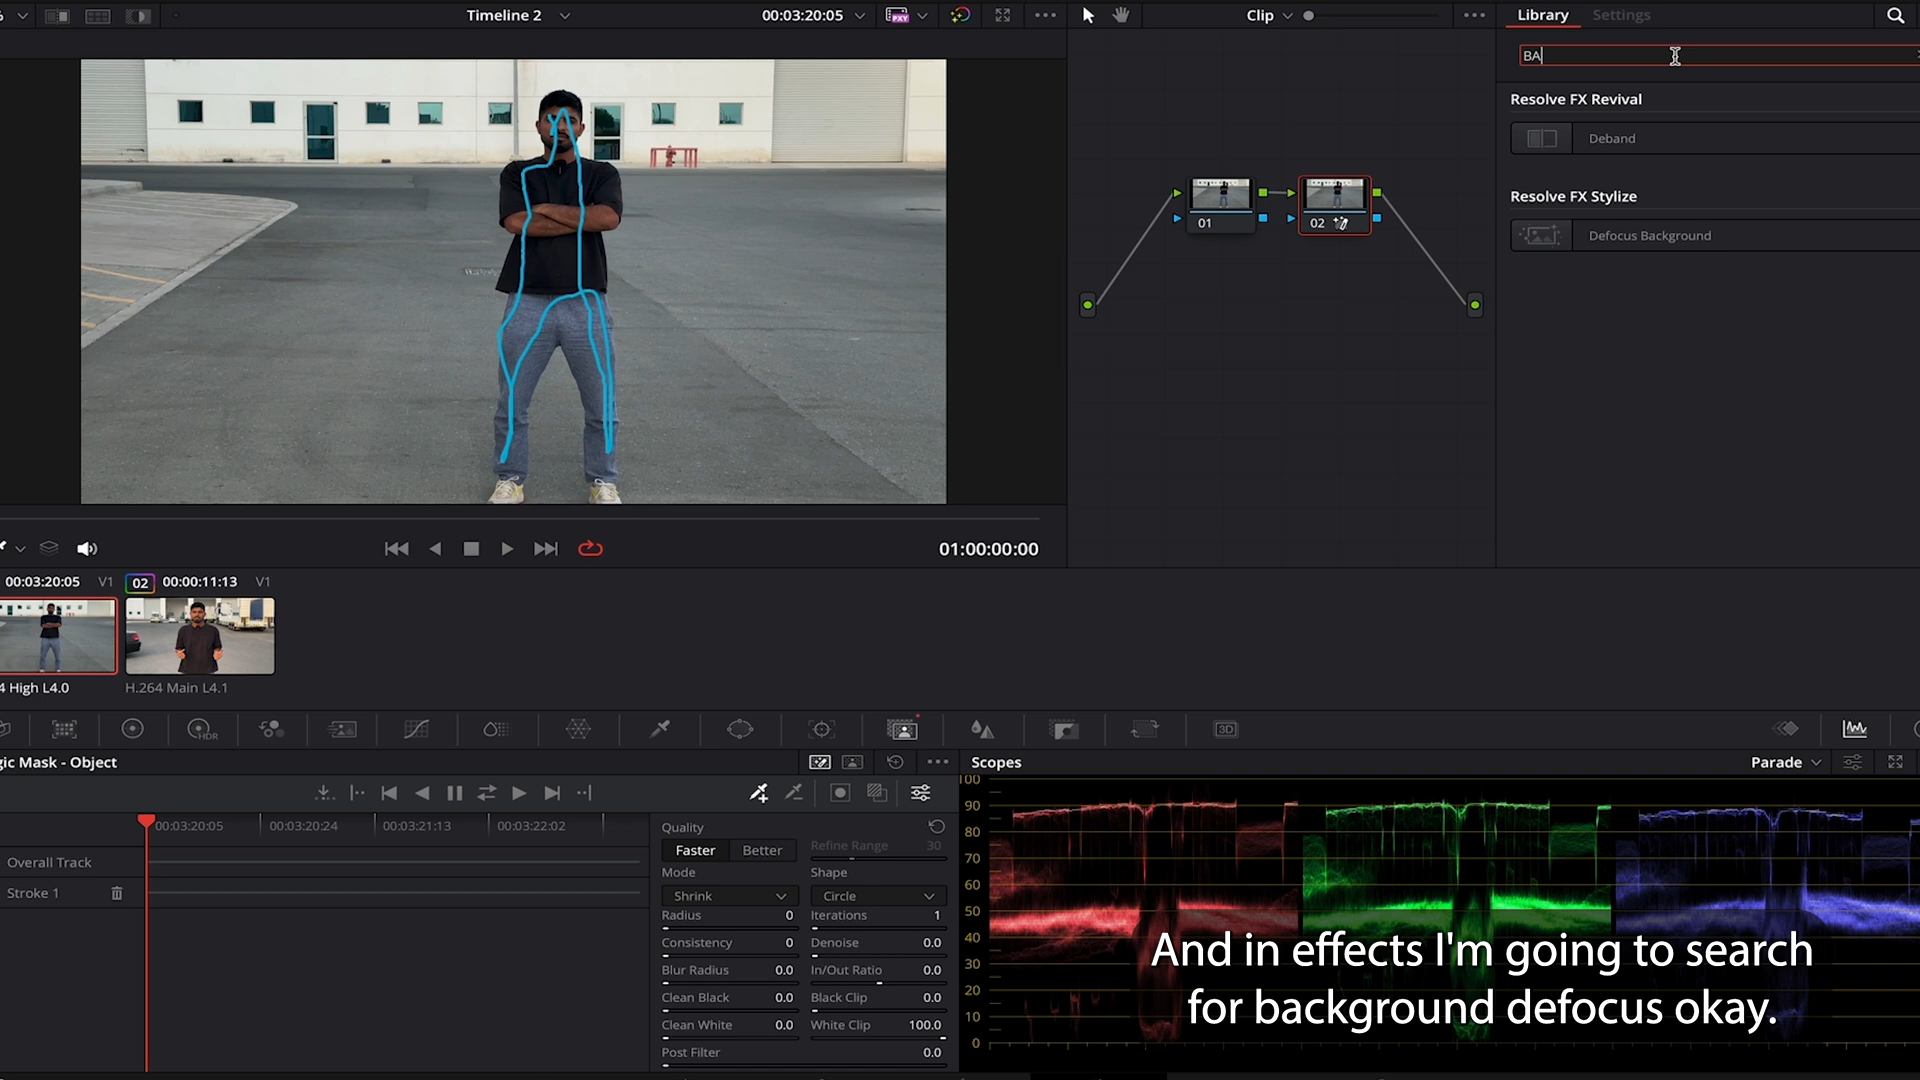 Timeline 2
00:03:20:05
Clip
Library
Settings
BA
Resolve FX Revival
Deband
Resolve FX Stylize
Defocus Background
01
02
01:00:00:00
00:03:20:05
V1
02
00:00:11:13
V1
4 High L4.0
H.264 Main L4.1
HDR
3D
gic Mask - Object
Scopes
Parade
00:03:20:05
00:03:20:24
00:03:21:13
00:03:22:02
Overall Track
Stroke 1
Quality
Faster
Better
Refine Range
30
Mode
Shape
Shrink
Circle
Radius
0
Iterations
1
Consistency
0
Denoise
0.0
Blur Radius
0.0
In/Out Ratio
0.0
Clean Black
0.0
Black Clip
0.0
Clean White
0.0
White Clip
100.0
Post Filter
0.0
100
90
80
70
60
50
40
30
20
10
0
And in effects I'm going to search
for background defocus okay.